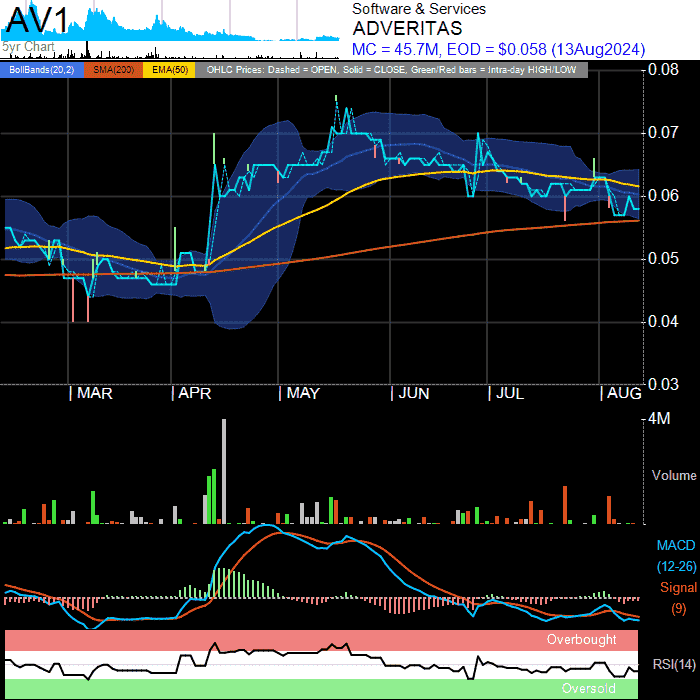 AV1
5yr Chart
Software & Services
ADVERITAS
MC = 45.7M, EOD = $0.058 (13Aug2024)
BollBands(20,2) SMA(200) EMA(50) OHLC Prices: Dashed = OPEN, Solid = CLOSE, Green/Red bars = Intra-day HIGH/LOW
0.08
0.07
0.06
0.05
0.04
0.03
MAR APR MAY JUN JUL AUG
4M
Volume
MACD
(12-26)
Signal
(9)
Overbought
RSI(14)
Oversold